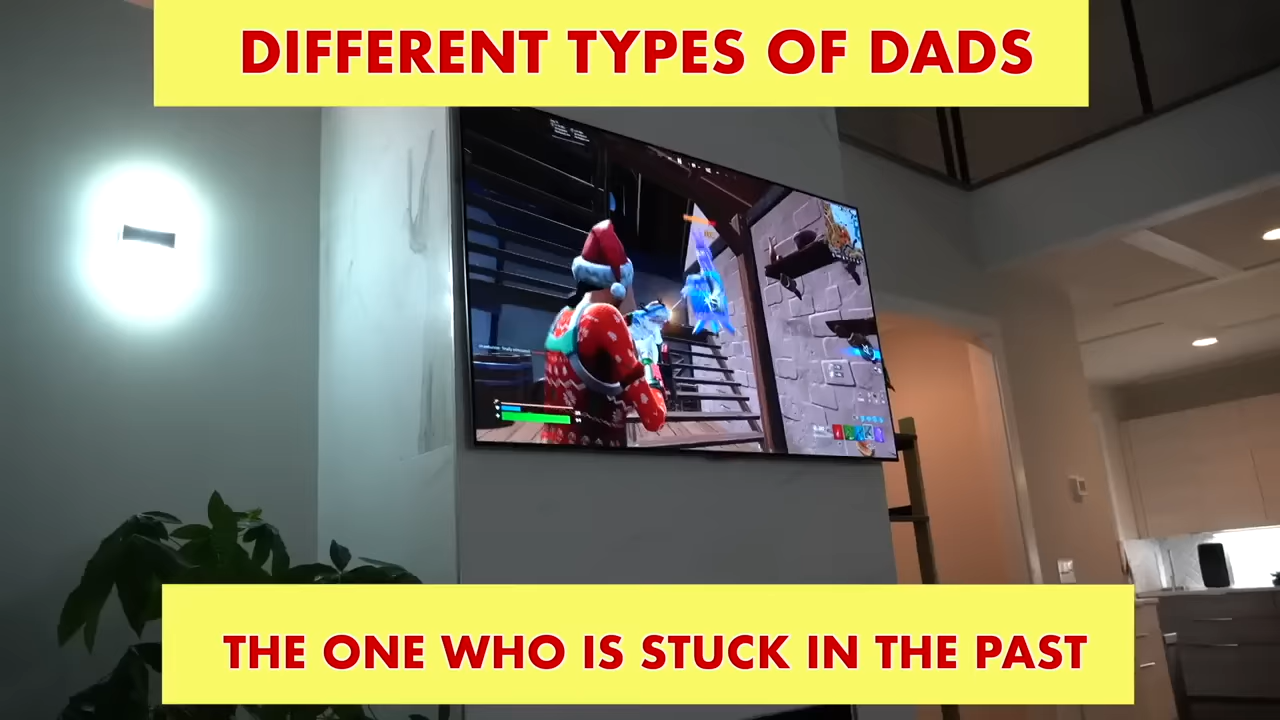 DIFFERENT TYPES OF DADS
THE ONE WHO IS STUCK IN THE PAST